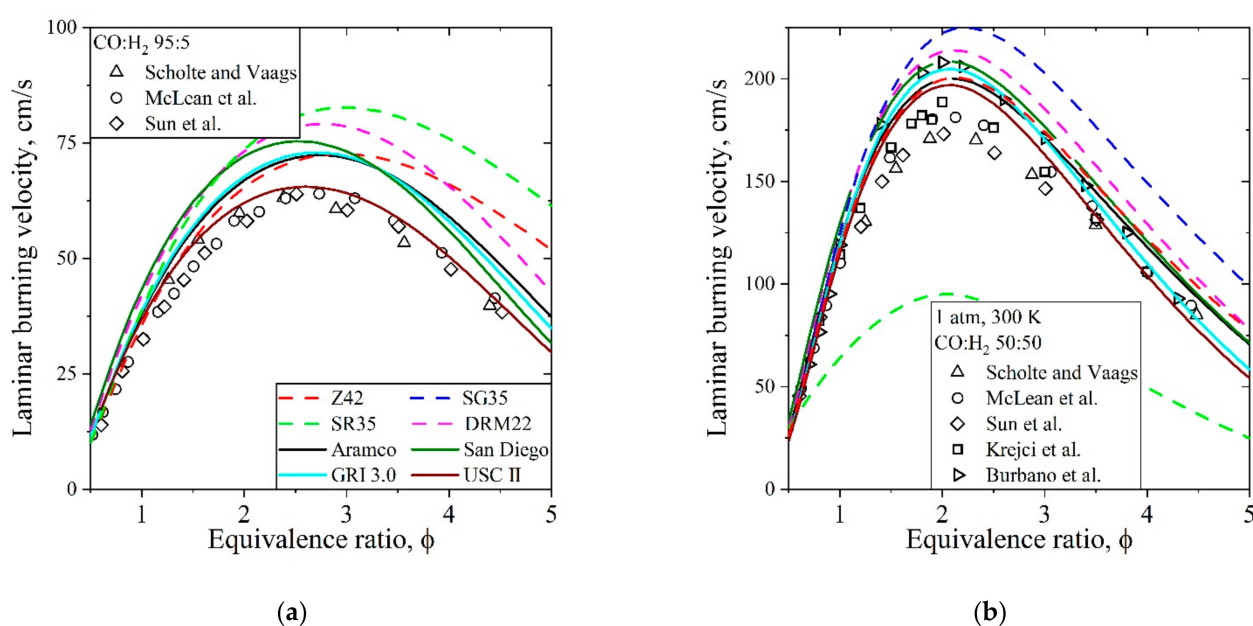 CO:H₂ 95:5
Scholte and Vaags
McLean et al.
Sun et al.
Z42
SG35
SR35
DRM22
Aramco
San Diego
GRI 3.0
USC II
100
75
50
25
0
1
2
3
4
5
Laminar burning velocity, cm/s
Equivalence ratio, ϕ
(a)
1 atm, 300 K
CO:H₂ 50:50
Scholte and Vaags
McLean et al.
Sun et al.
Krejci et al.
Burbano et al.
200
150
100
50
0
1
2
3
4
5
Laminar burning velocity, cm/s
Equivalence ratio, ϕ
(b)